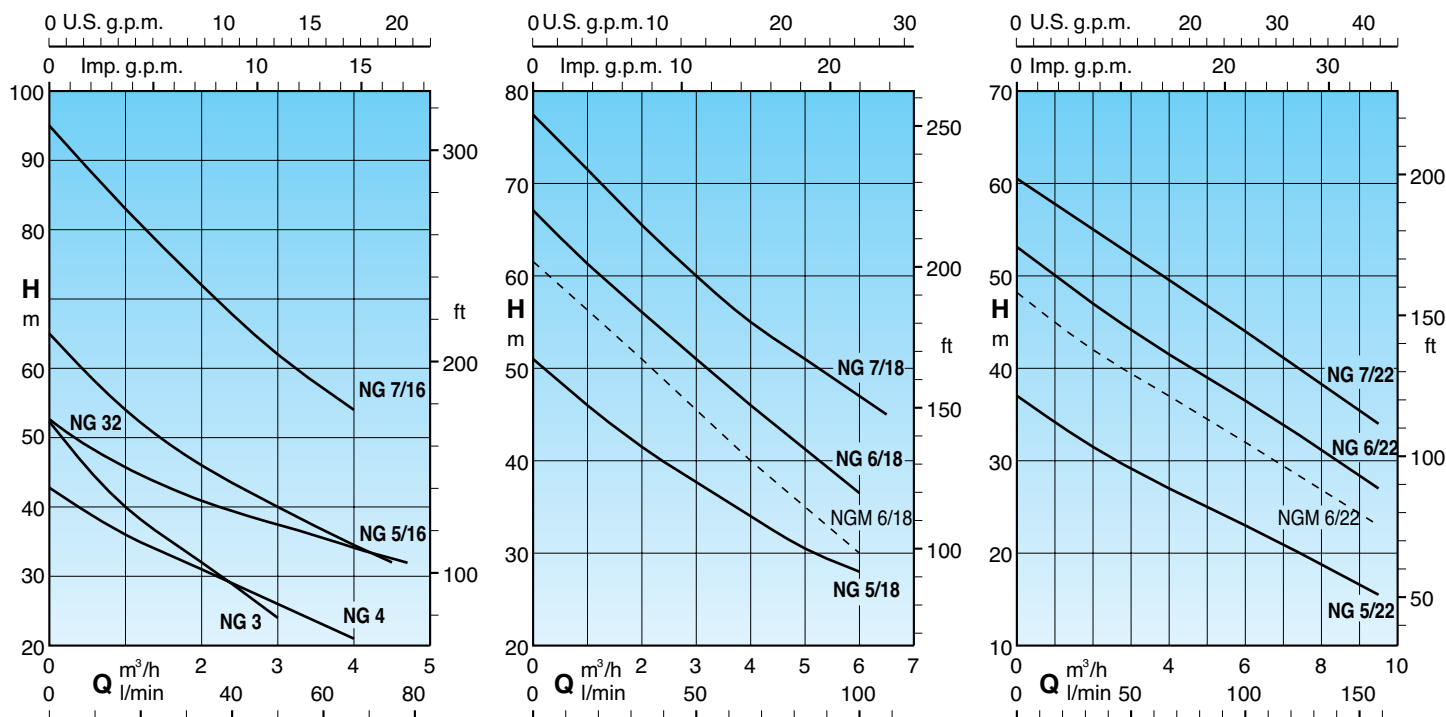 0 U.S. g.p.m. 10 15 20
0 Imp. g.p.m. 10 15
100
90
80
H
m
60
50
40
30
20
300
ft
200
100
NG 7/16
NG 32
NG 5/16
NG 4
NG 3
0 m³/h 2 3 4 5
Q
0 l/min 40 60 80
0 U.S. g.p.m. 10 20 30
0 Imp. g.p.m. 10 20
80
70
60
H
m
50
40
30
20
250
200
ft
150
100
NG 7/18
NG 6/18
NGM 6/18
NG 5/18
0 m³/h 2 3 4 5 6 7
Q
0 l/min 50 100
0 U.S. g.p.m. 20 30 40
0 Imp. g.p.m. 20 30
70
60
50
H
m
40
30
20
10
200
150
ft
100
50
NG 7/22
NG 6/22
NGM 6/22
NG 5/22
0 m³/h 4 6 8 10
Q
0 l/min 50 100 150